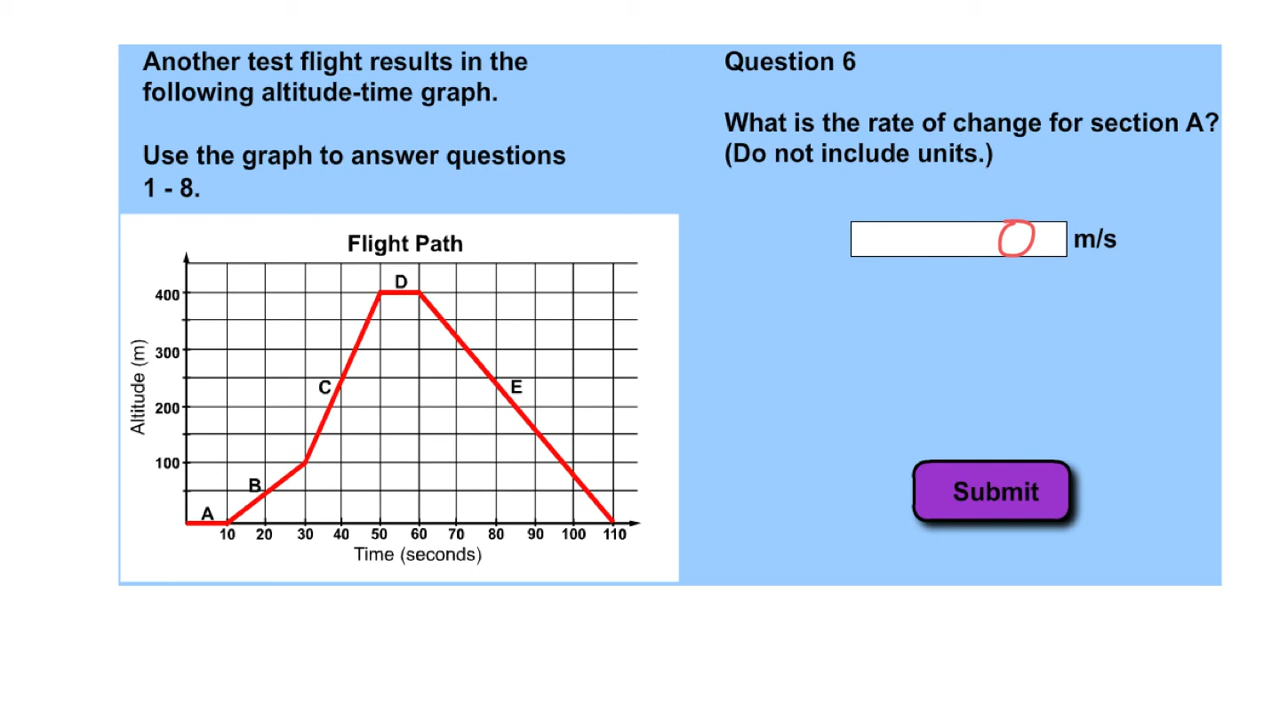 Another test flight results in the
following altitude-time graph.
Use the graph to answer questions
1 - 8.
Flight Path
Altitude (m)
400
300
200
100
A
B
C
D
E
10 20 30 40 50 60 70 80 90 100 110
Time (seconds)
Question 6
What is the rate of change for section A?
(Do not include units.)
0 m/s
Submit